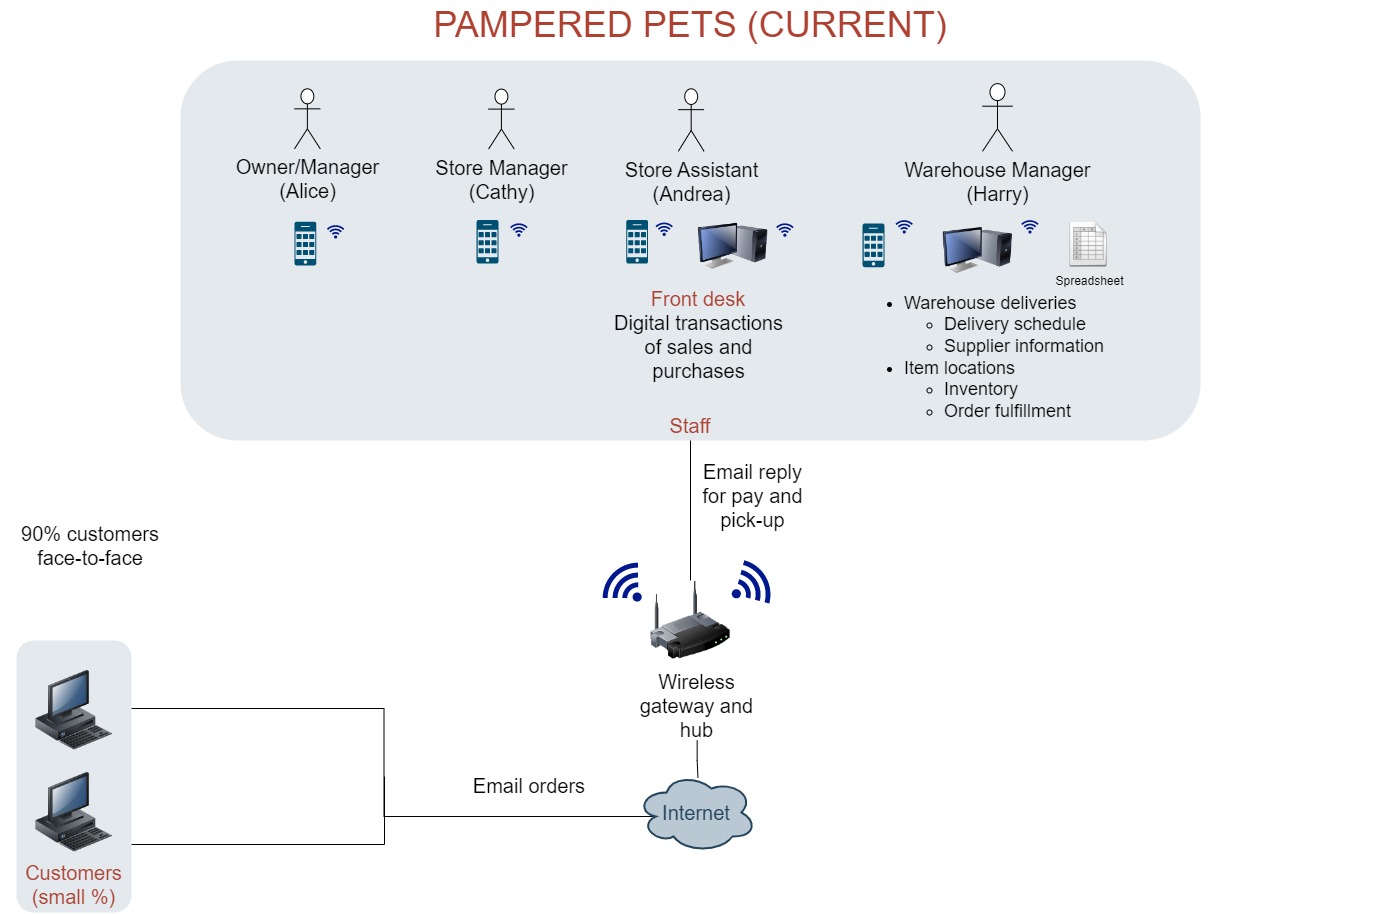 PAMPERED PETS (CURRENT)
Owner/Manager
(Alice)
Store Manager
(Cathy)
Store Assistant
(Andrea)
Warehouse Manager
(Harry)
Spreadsheet
Front desk
Digital transactions
of sales and
purchases
Warehouse deliveries
Delivery schedule
Supplier information
Item locations
Inventory
Order fulfillment
Staff
Email reply
for pay and
pick-up
90% customers
face-to-face
Wireless
gateway and
hub
Email orders
Internet
Customers
(small %)